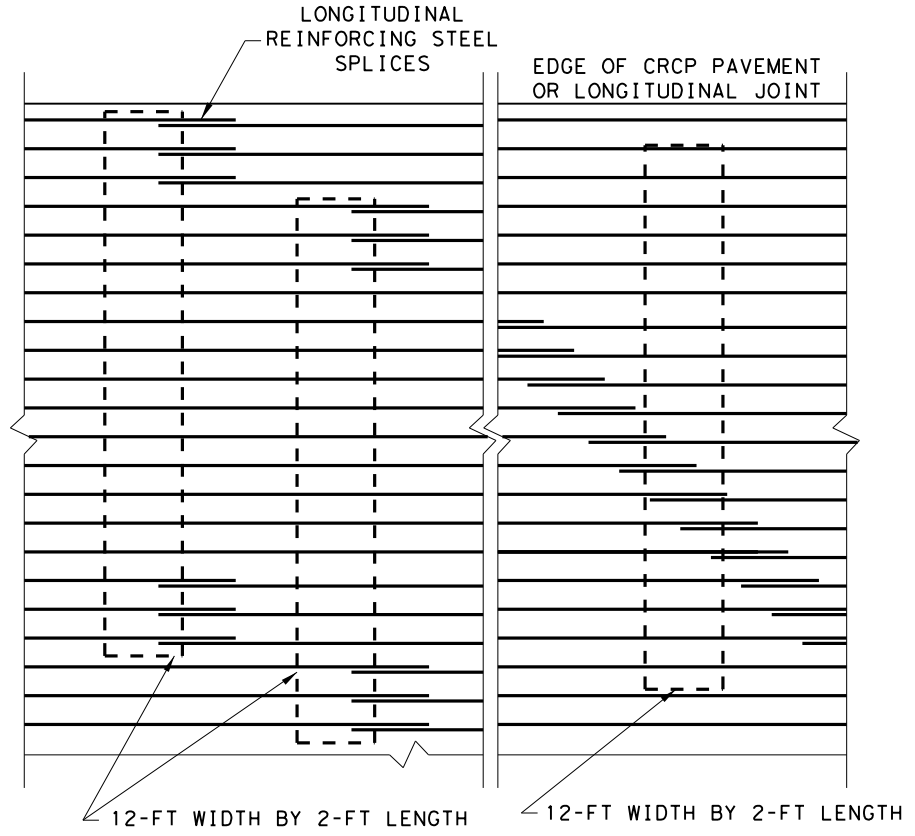 LONGITUDINAL
REINFORCING STEEL
SPLICES
EDGE OF CRCP PAVEMENT
OR LONGITUDINAL JOINT
12-FT WIDTH BY 2-FT LENGTH
12-FT WIDTH BY 2-FT LENGTH